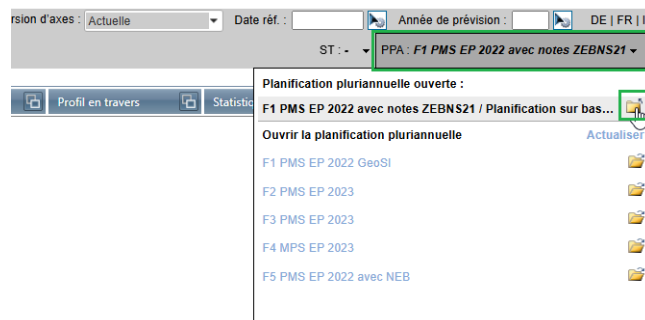 rsion d'axes : Actuelle Date réf. : Année de prévision : DE | FR | I
ST : - PPA : F1 PMS EP 2022 avec notes ZEBNS21
Profil en travers Statistic
Planification pluriannuelle ouverte :
F1 PMS EP 2022 avec notes ZEBNS21 / Planification sur bas...
Ouvrir la planification pluriannuelle Actualiser
F1 PMS EP 2022 GeoSI
F2 PMS EP 2023
F3 PMS EP 2023
F4 MPS EP 2023
F5 PMS EP 2022 avec NEB